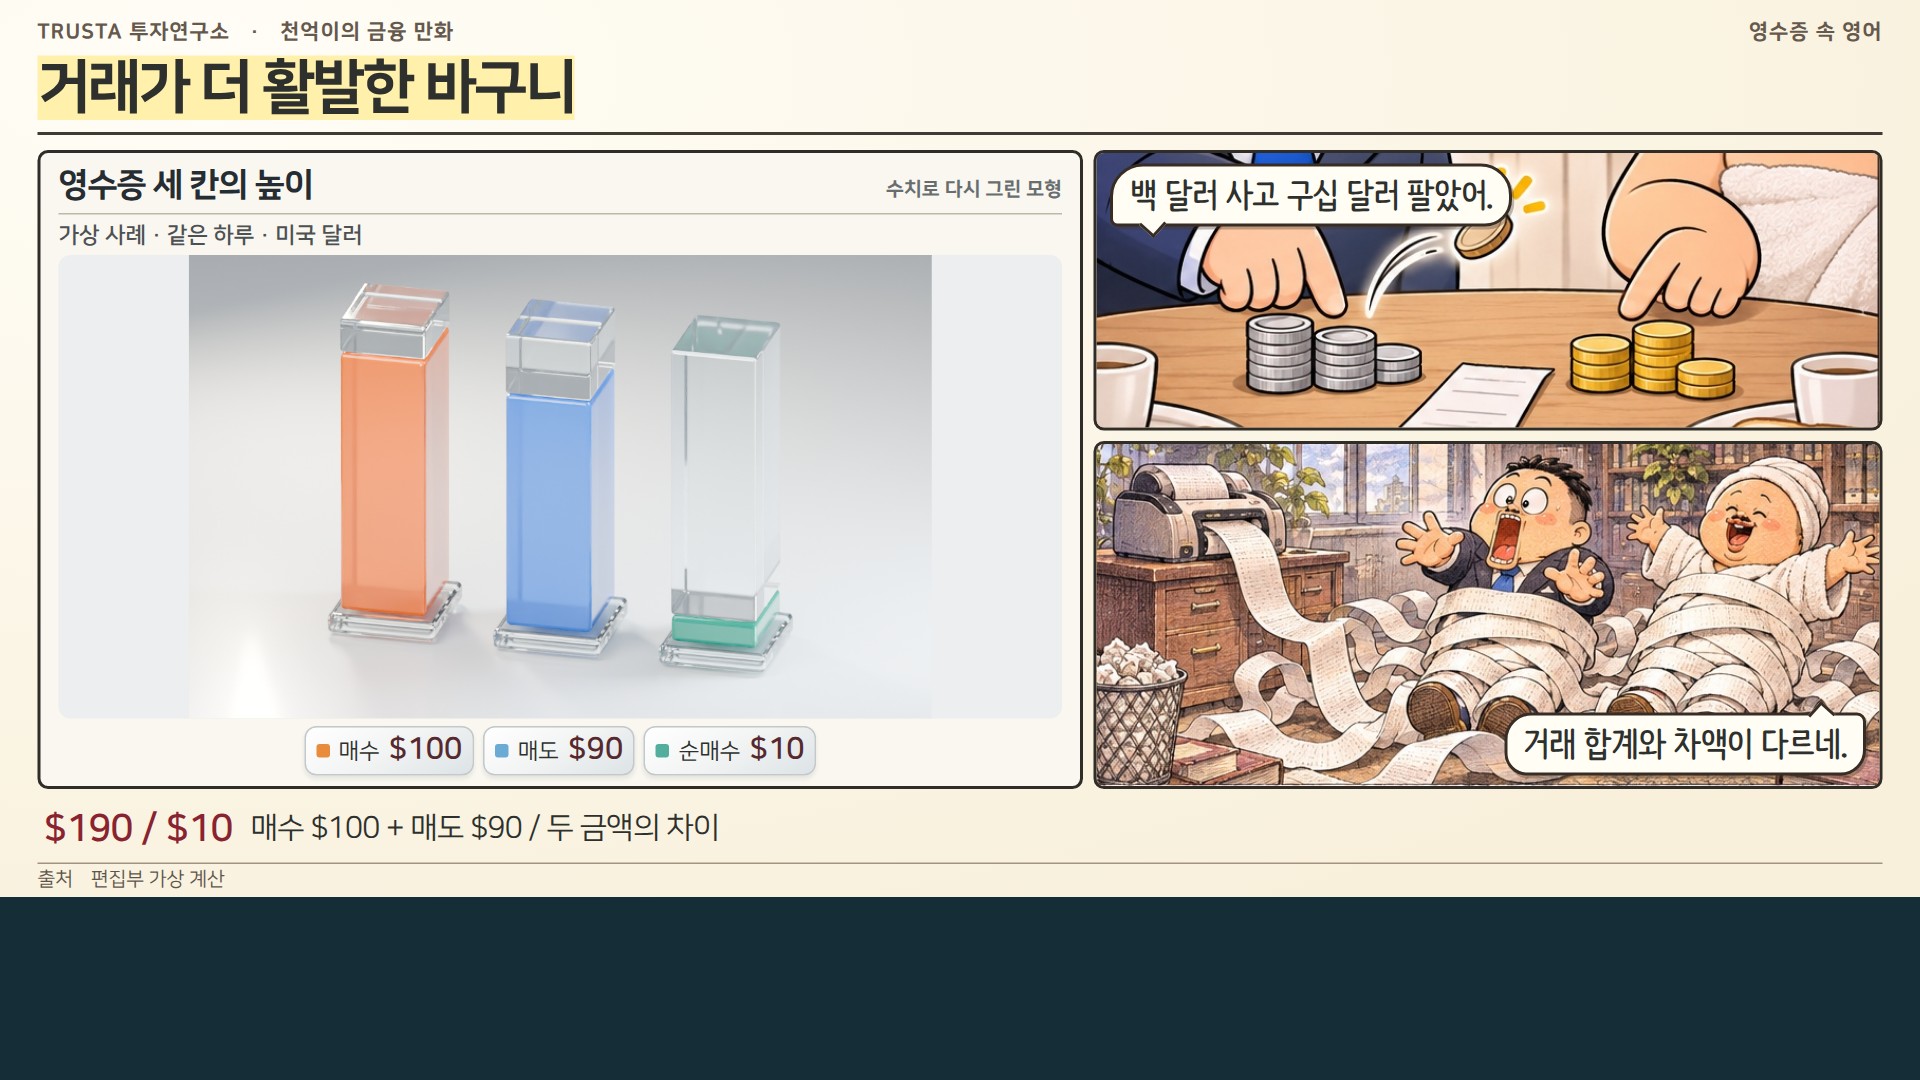 TRUSTA 투자연구소 · 천억이의 금융 만화
영수증 속 영어
거래가 더 활발한 바구니
영수증 세 칸의 높이
수치로 다시 그린 모형
가상 사례 · 같은 하루 · 미국 달러
매수 $100
매도 $90
순매수 $10
백 달러 사고 구십 달러 팔았어.
거래 합계와 차액이 다르네.
$190 / $10 매수 $100 + 매도 $90 / 두 금액의 차이
출처 편집부 가상 계산